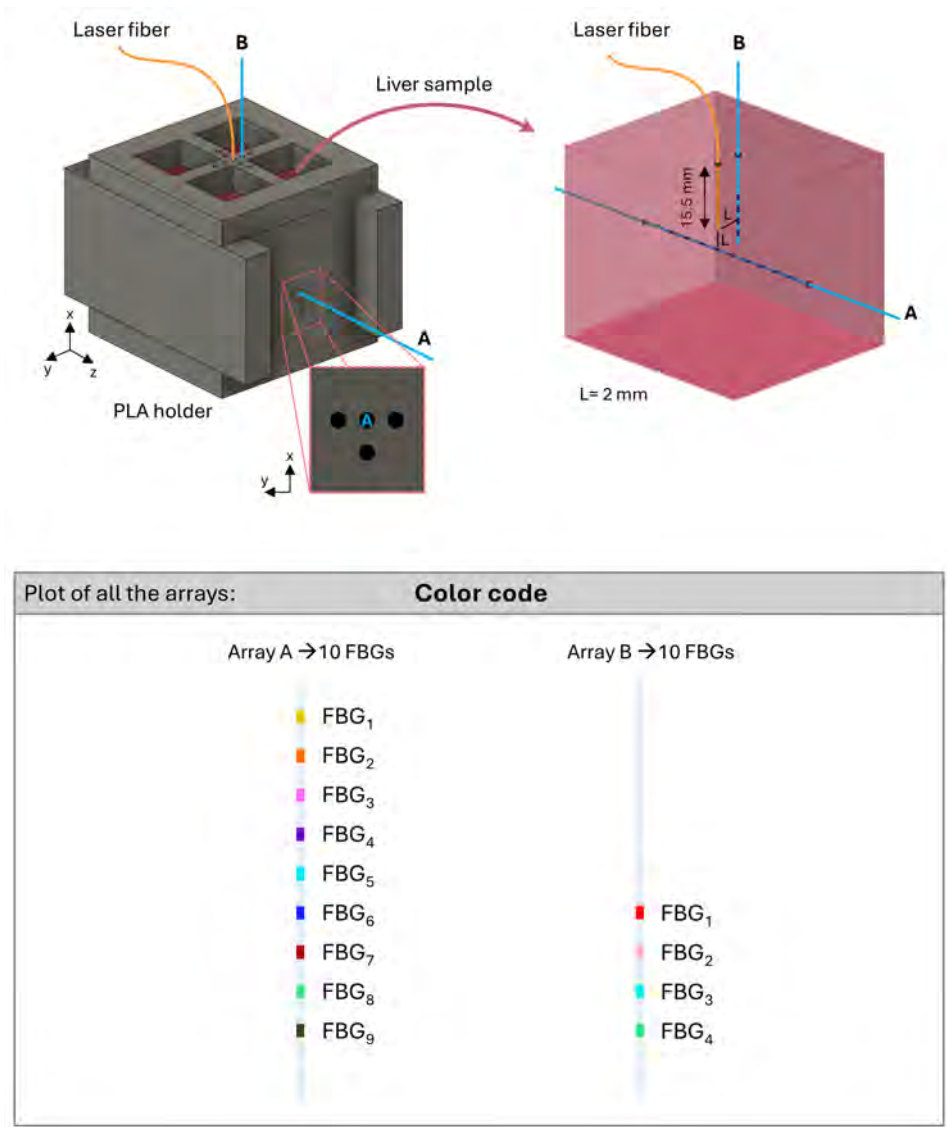 Laser fiber
B
Liver sample
Laser fiber
B
15.5 mm
L
L
A
A
x
y
z
PLA holder
L= 2 mm
A
x
y
Plot of all the arrays:
Color code
Array A →10 FBGs
Array B →10 FBGs
FBG₁
FBG₂
FBG₃
FBG₄
FBG₅
FBG₆ FBG₁
FBG₇ FBG₂
FBG₈ FBG₃
FBG₉ FBG₄